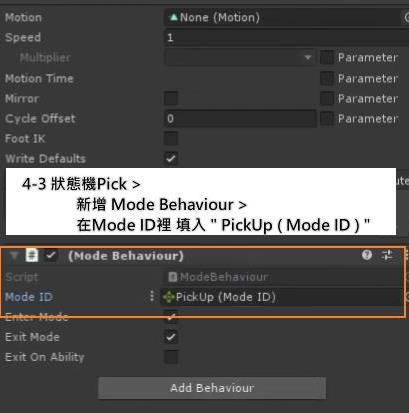 Motion
None (Motion)
Speed
1
Multiplier
Parameter
Motion Time
Parameter
Mirror
Parameter
Cycle Offset
0
Parameter
Foot IK
Write Defaults
4-3 狀態機Pick >
新增 Mode Behaviour >
在Mode ID裡 填入 " PickUp ( Mode ID ) "
(Mode Behaviour)
Script
ModeBehaviour
Mode ID
PickUp (Mode ID)
Enter Mode
Exit Mode
Exit On Ability
Add Behaviour